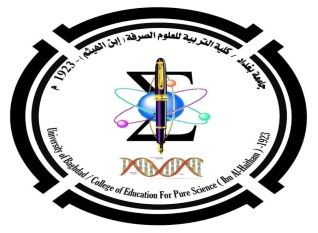 جامعة بغداد / كلية التربية للعلوم الصرفة ( إبن الهيثم ) - 1923 م
Σ
University of Baghdad / College of Education For Pure Science ( Ibn Al-Haitham ) -1923